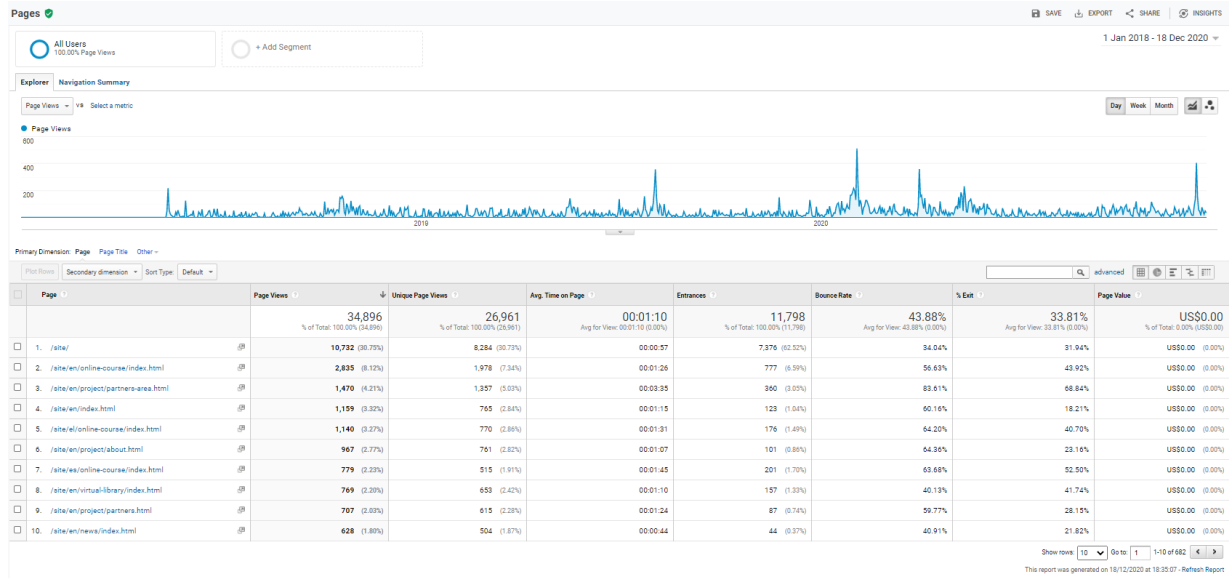 Pages
SAVE EXPORT SHARE INSIGHTS
All Users
100.00% Page Views
+ Add Segment
1 Jan 2018 - 18 Dec 2020
Explorer Navigation Summary
Page Views VS Select a metric
Day Week Month
Page Views
600
400
200
2019 2020
Primary Dimension: Page Page Title Other
Plot Rows Secondary dimension Sort Type: Default advanced
Page Page Views Unique Page Views Avg. Time on Page Entrances Bounce Rate % Exit Page Value
34,896 26,961 00:01:10 11,798 43.88% 33.81% US$0.00
% of Total: 100.00% (34,896) % of Total: 100.00% (26,961) Avg for View: 00:01:10 (0.00%) % of Total: 100.00% (11,798) Avg for View: 43.88% (0.00%) Avg for View: 33.81% (0.00%) % of Total: 0.00% (US$0.00)
1. /site/ 10,732 (30.75%) 8,284 (30.73%) 00:00:57 7,376 (62.52%) 34.04% 31.94% US$0.00 (0.00%)
2. /site/en/online-course/index.html 2,835 (8.12%) 1,978 (7.34%) 00:01:26 777 (6.59%) 56.63% 43.92% US$0.00 (0.00%)
3. /site/en/project/partners-area.html 1,470 (4.21%) 1,357 (5.03%) 00:03:35 360 (3.05%) 83.61% 68.84% US$0.00 (0.00%)
4. /site/en/index.html 1,159 (3.32%) 765 (2.84%) 00:01:15 123 (1.04%) 60.16% 18.21% US$0.00 (0.00%)
5. /site/el/online-course/index.html 1,140 (3.27%) 770 (2.86%) 00:01:31 176 (1.49%) 64.20% 40.70% US$0.00 (0.00%)
6. /site/en/project/about.html 967 (2.77%) 761 (2.82%) 00:01:07 101 (0.86%) 64.36% 23.16% US$0.00 (0.00%)
7. /site/es/online-course/index.html 779 (2.23%) 515 (1.91%) 00:01:45 201 (1.70%) 63.68% 52.50% US$0.00 (0.00%)
8. /site/en/virtual-library/index.html 769 (2.20%) 653 (2.42%) 00:01:10 157 (1.33%) 40.13% 41.74% US$0.00 (0.00%)
9. /site/en/project/partners.html 707 (2.03%) 615 (2.28%) 00:01:24 87 (0.74%) 59.77% 28.15% US$0.00 (0.00%)
10. /site/en/news/index.html 628 (1.80%) 504 (1.87%) 00:00:44 44 (0.37%) 40.91% 21.82% US$0.00 (0.00%)
Show rows: 10 Go to: 1 1-10 of 682
This report was generated on 18/12/2020 at 18:35:07 - Refresh Report